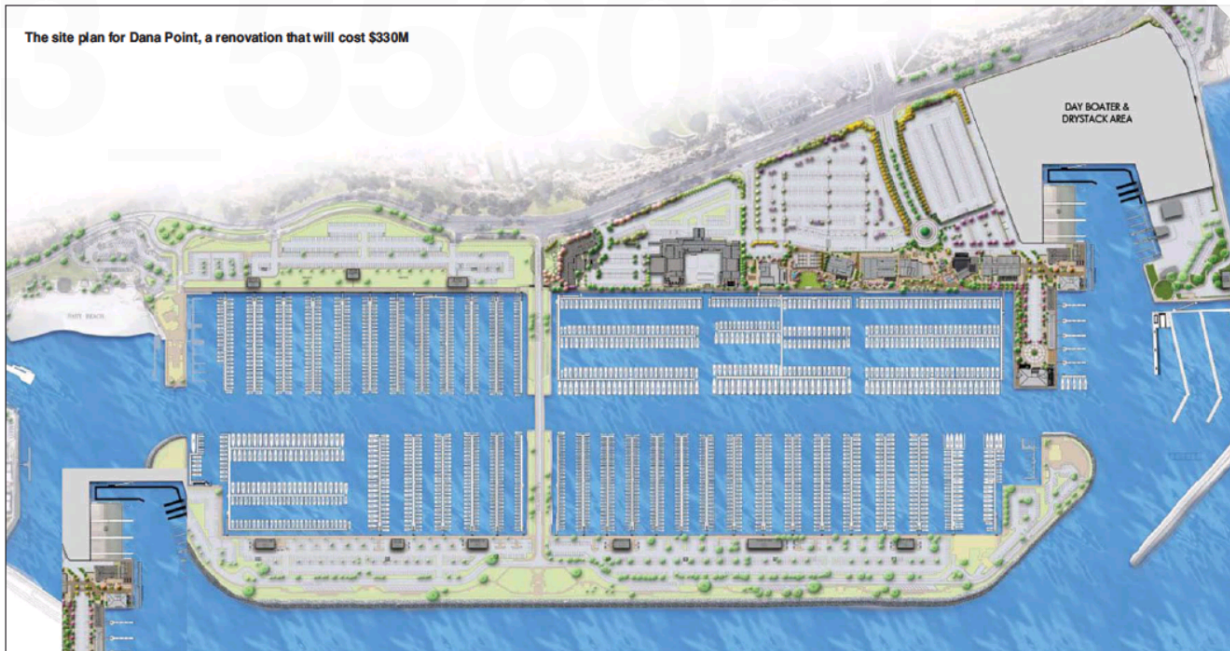 The site plan for Dana Point, a renovation that will cost $330M
DAY BOATER &
DRYSTACK AREA